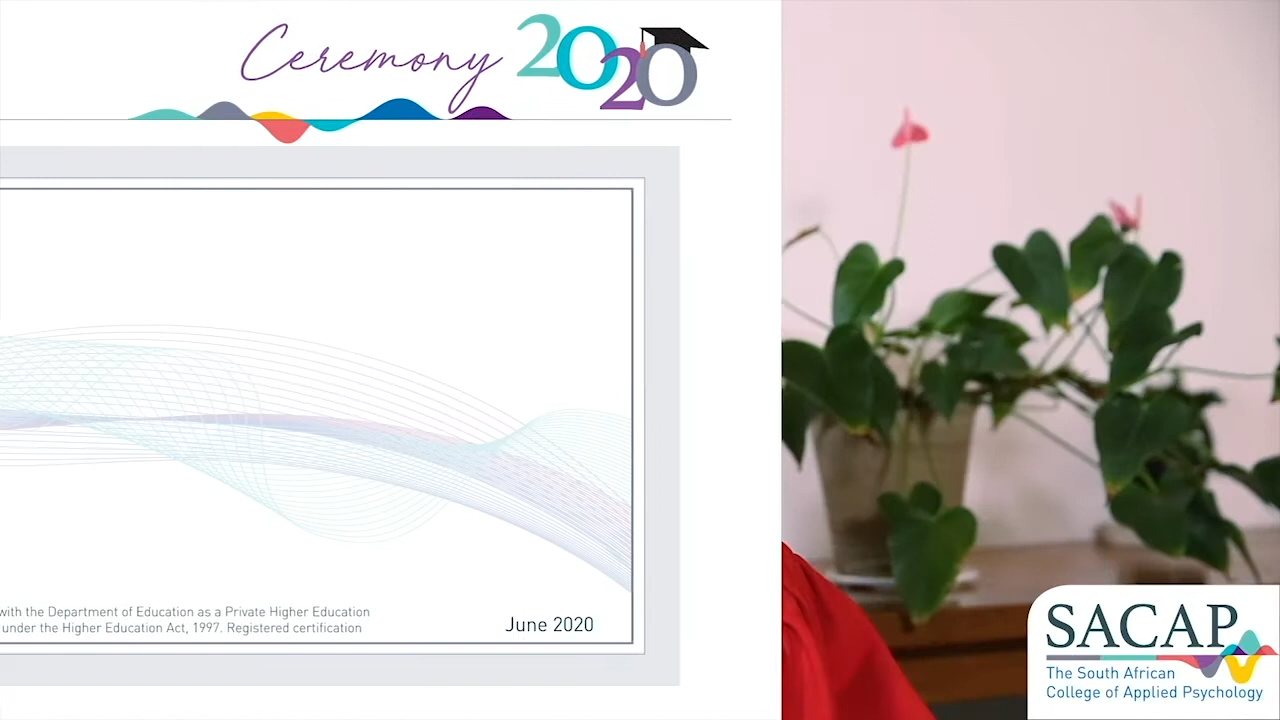 Ceremony 2020
with the Department of Education as a Private Higher Education
under the Higher Education Act, 1997. Registered certification
June 2020
SACAP
The South African
College of Applied Psychology